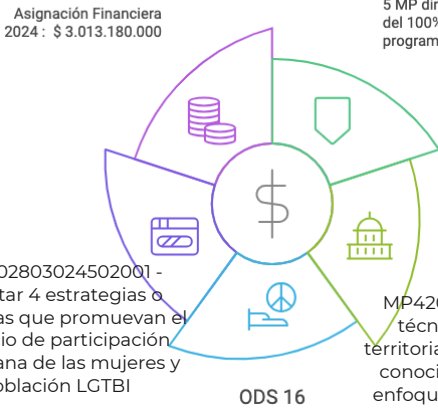 Asignación Financiera
2024 : $ 3.013.180.000
5 MP dir
del 100%
program
02803024502001 -
tar 4 estrategias o
as que promuevan el
io de participación
ana de las mujeres y
oblación LGTBI
$
MP420
técn
territoria
conoci
enfoqu
ODS 16